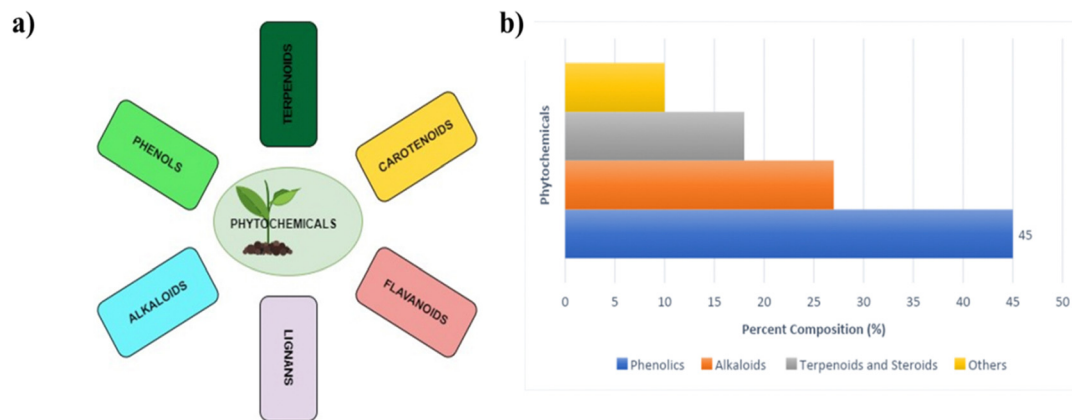 a)
TERPENOIDS
PHENOLS
CAROTENOIDS
PHYTOCHEMICALS
ALKALOIDS
FLAVANOIDS
LIGNANS
b)
Phytochemicals
45
0 5 10 15 20 25 30 35 40 45 50
Percent Composition (%)
Phenolics Alkaloids Terpenoids and Steroids Others